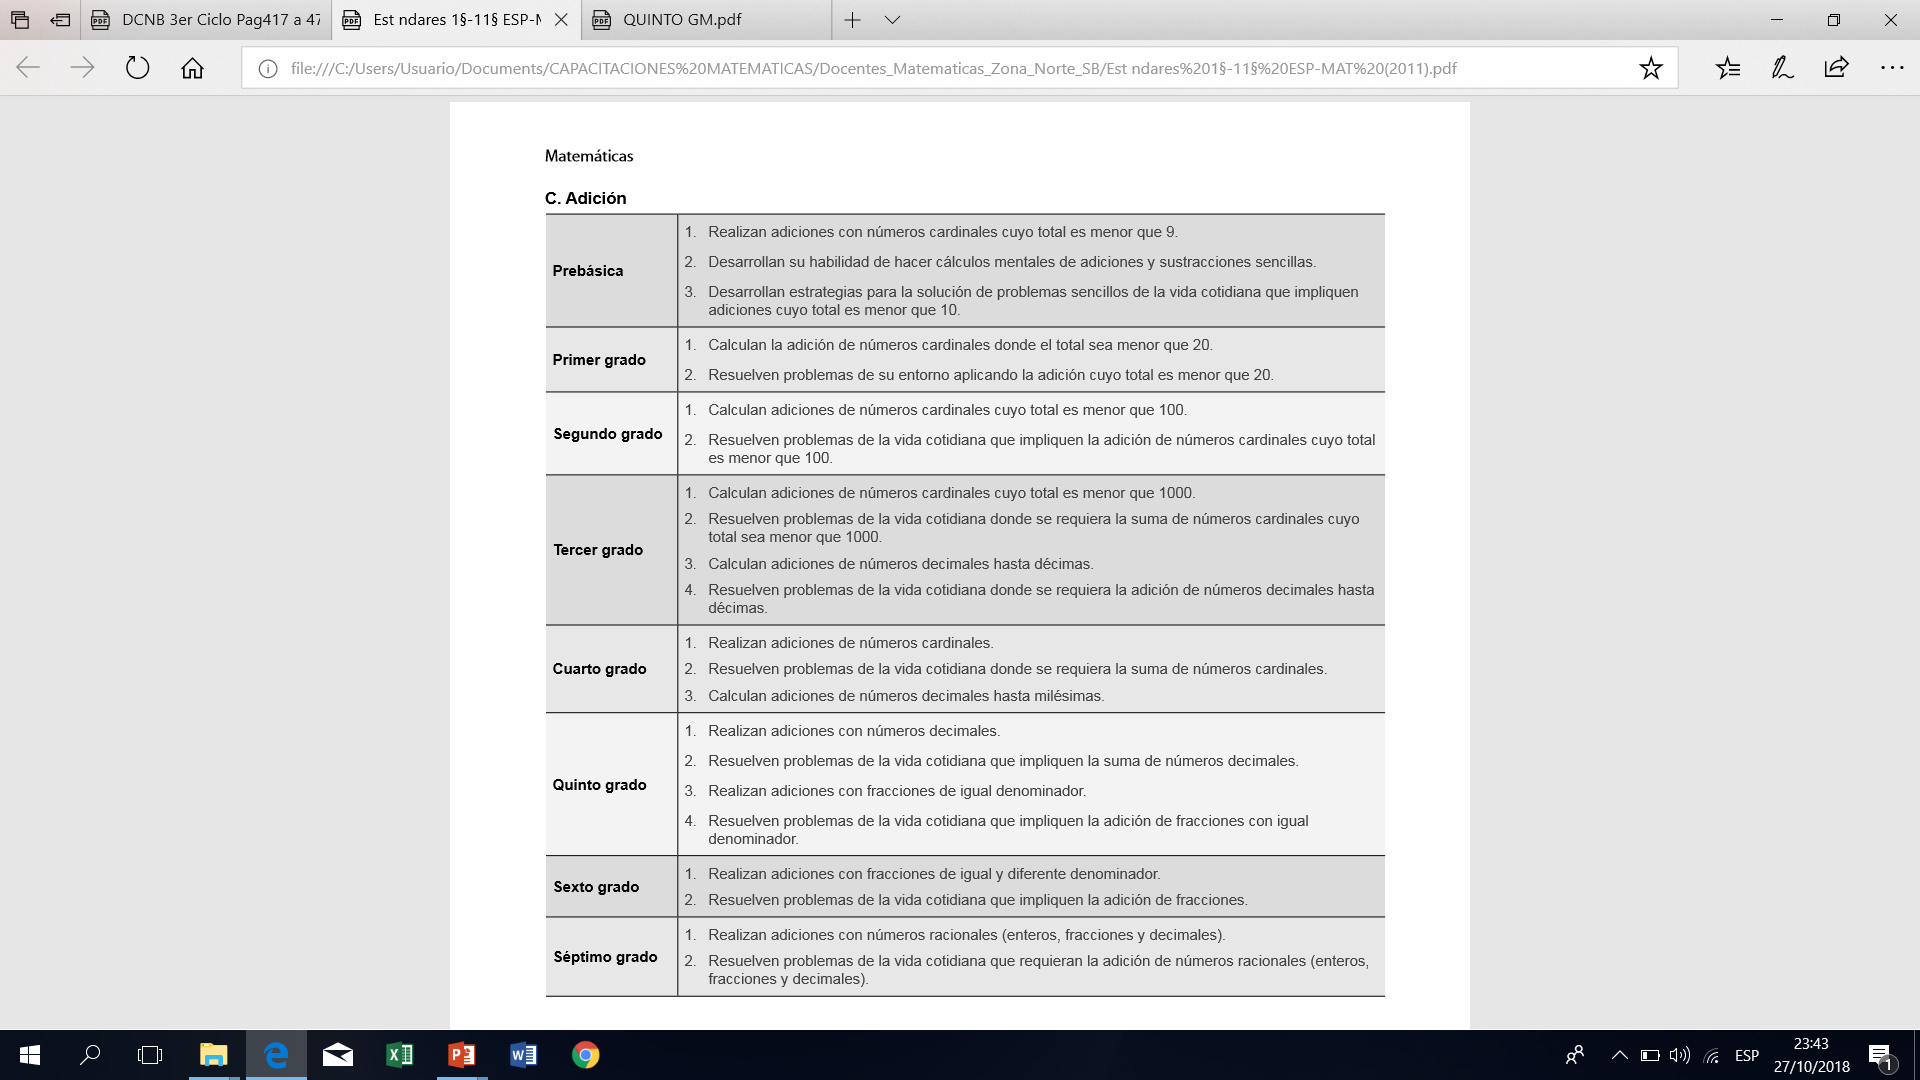 DCNB 3er Ciclo Pag417 a 47
Est ndares 1§-11§ ESP-M
QUINTO GM.pdf
file:///C:/Users/Usuario/Documents/CAPACITACIONES%20MATEMATICAS/Docentes_Matematicas_Zona_Norte_SB/Est ndares%201§-11§%20ESP-MAT%20(2011).pdf
Matemáticas
C. Adición
Prebásica
1. Realizan adiciones con números cardinales cuyo total es menor que 9.
2. Desarrollan su habilidad de hacer cálculos mentales de adiciones y sustracciones sencillas.
3. Desarrollan estrategias para la solución de problemas sencillos de la vida cotidiana que impliquen
adiciones cuyo total es menor que 10.
Primer grado
1. Calculan la adición de números cardinales donde el total sea menor que 20.
2. Resuelven problemas de su entorno aplicando la adición cuyo total es menor que 20.
Segundo grado
1. Calculan adiciones de números cardinales cuyo total es menor que 100.
2. Resuelven problemas de la vida cotidiana que impliquen la adición de números cardinales cuyo total
es menor que 100.
Tercer grado
1. Calculan adiciones de números cardinales cuyo total es menor que 1000.
2. Resuelven problemas de la vida cotidiana donde se requiera la suma de números cardinales cuyo
total sea menor que 1000.
3. Calculan adiciones de números decimales hasta décimas.
4. Resuelven problemas de la vida cotidiana donde se requiera la adición de números decimales hasta
décimas.
Cuarto grado
1. Realizan adiciones de números cardinales.
2. Resuelven problemas de la vida cotidiana donde se requiera la suma de números cardinales.
3. Calculan adiciones de números decimales hasta milésimas.
Quinto grado
1. Realizan adiciones con números decimales.
2. Resuelven problemas de la vida cotidiana que impliquen la suma de números decimales.
3. Realizan adiciones con fracciones de igual denominador.
4. Resuelven problemas de la vida cotidiana que impliquen la adición de fracciones con igual
denominador.
Sexto grado
1. Realizan adiciones con fracciones de igual y diferente denominador.
2. Resuelven problemas de la vida cotidiana que impliquen la adición de fracciones.
Séptimo grado
1. Realizan adiciones con números racionales (enteros, fracciones y decimales).
2. Resuelven problemas de la vida cotidiana que requieran la adición de números racionales (enteros,
fracciones y decimales).
ESP
23:43
27/10/2018
1